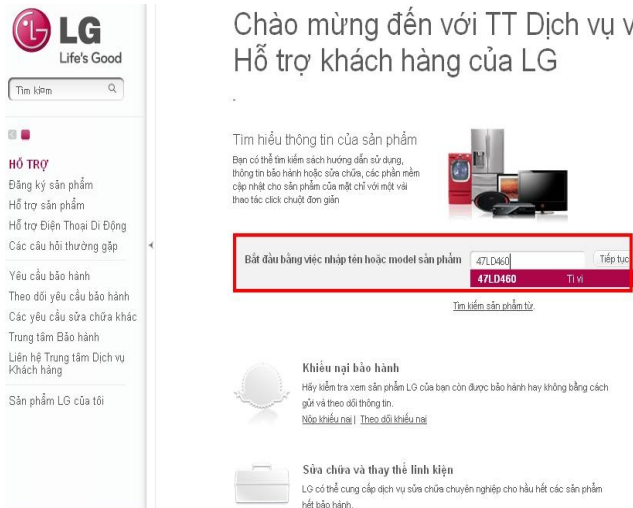 LG
Life's Good
Tìm kiếm
HỖ TRỢ
Đăng ký sản phẩm
Hỗ trợ sản phẩm
Hỗ trợ Điện Thoại Di Động
Các câu hỏi thường gặp
Yêu cầu bảo hành
Theo dõi yêu cầu bảo hành
Các yêu cầu sửa chữa khác
Trung tâm Bảo hành
Liên hệ Trung tâm Dịch vụ
Khách hàng
Sản phẩm LG của tôi
Chào mừng đến với TT Dịch vụ v
Hỗ trợ khách hàng của LG
.
Tìm hiểu thông tin của sản phẩm
Bạn có thể tìm kiếm sách hướng dẫn sử dụng,
thông tin bảo hành hoặc sửa chữa, các phần mềm
cập nhật cho sản phẩm của mắt chỉ với một vài
thao tác click chuột đơn giản
Bắt đầu bằng việc nhập tên hoặc model sản phẩm 47LD460 Tiếp tục
47LD460 Ti vi
Tìm kiếm sản phẩm từ.
Khiếu nại bảo hành
Hãy kiểm tra xem sản phẩm LG của bạn còn được bảo hành hay không bằng cách
gửi và theo dõi thông tin.
Nộp khiếu nại | Theo dõi khiếu nại
Sửa chữa và thay thế linh kiện
LG có thể cung cấp dịch vụ sửa chữa chuyên nghiệp cho hầu hết các sản phẩm
hết bảo hành.